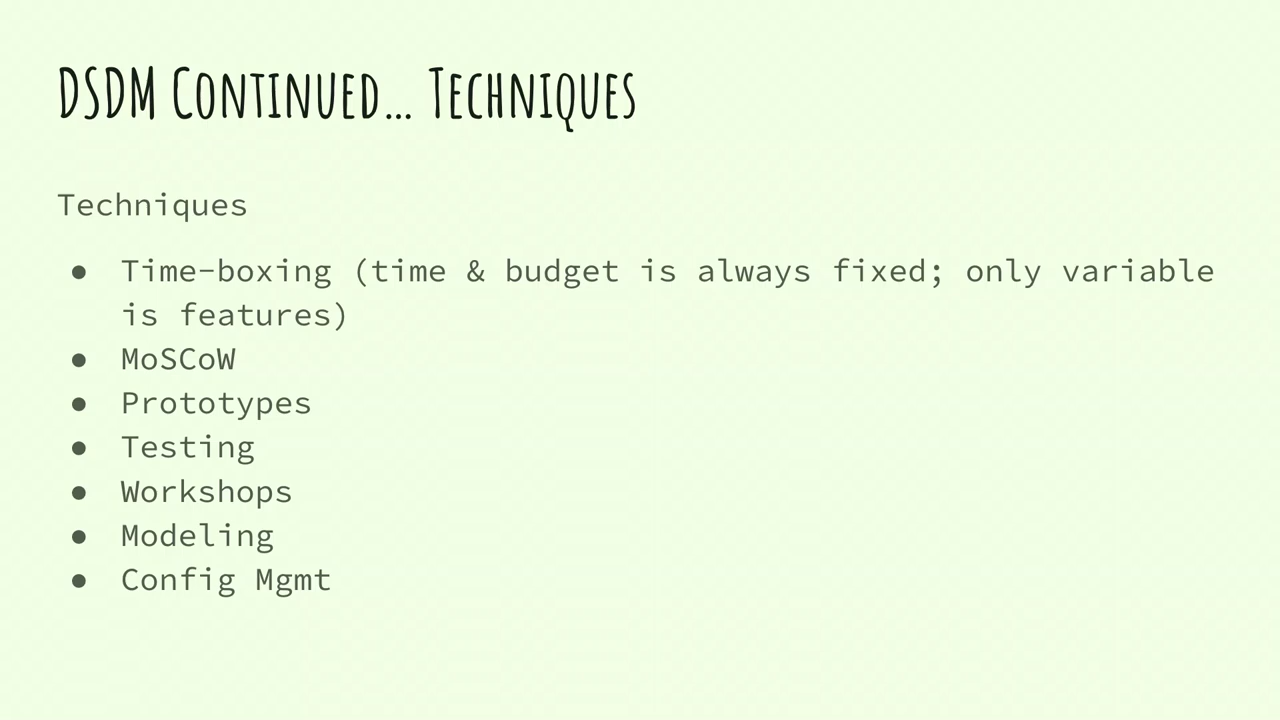 DSDM Continued... Techniques
Techniques
● Time-boxing (time & budget is always fixed; only variable
is features)
● MoSCoW
● Prototypes
● Testing
● Workshops
● Modeling
● Config Mgmt